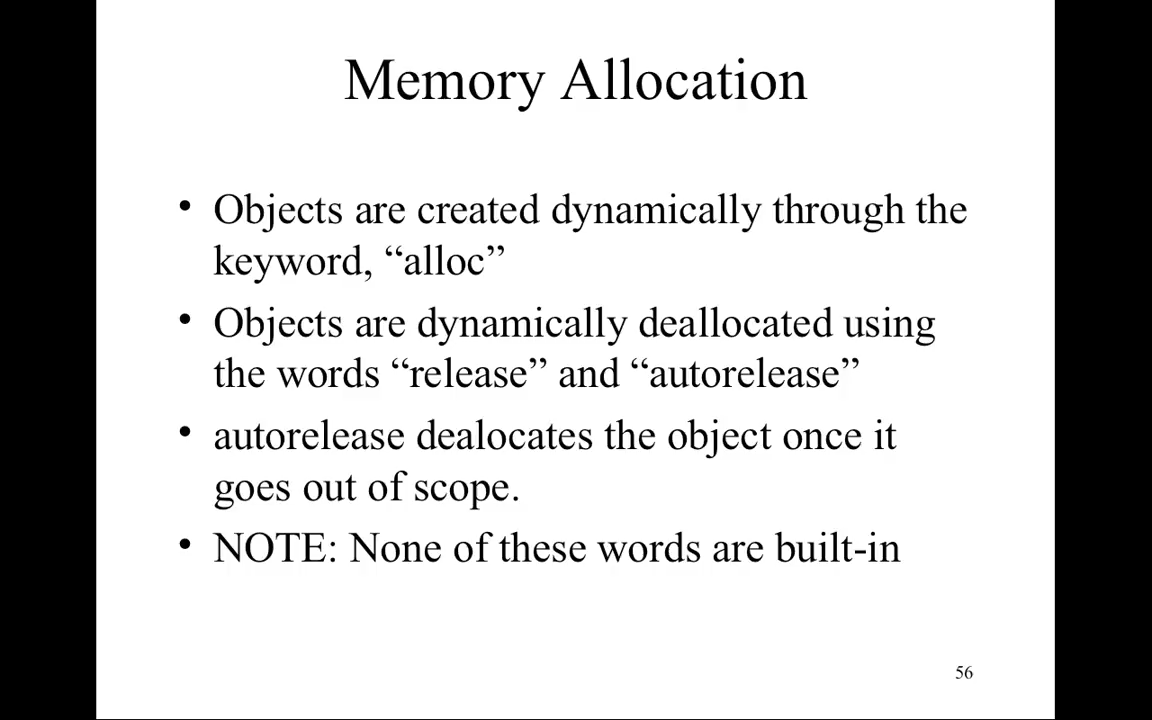 Memory Allocation
• Objects are created dynamically through the
keyword, “alloc”
• Objects are dynamically deallocated using
the words “release” and “autorelease”
• autorelease dealocates the object once it
goes out of scope.
• NOTE: None of these words are built-in
56